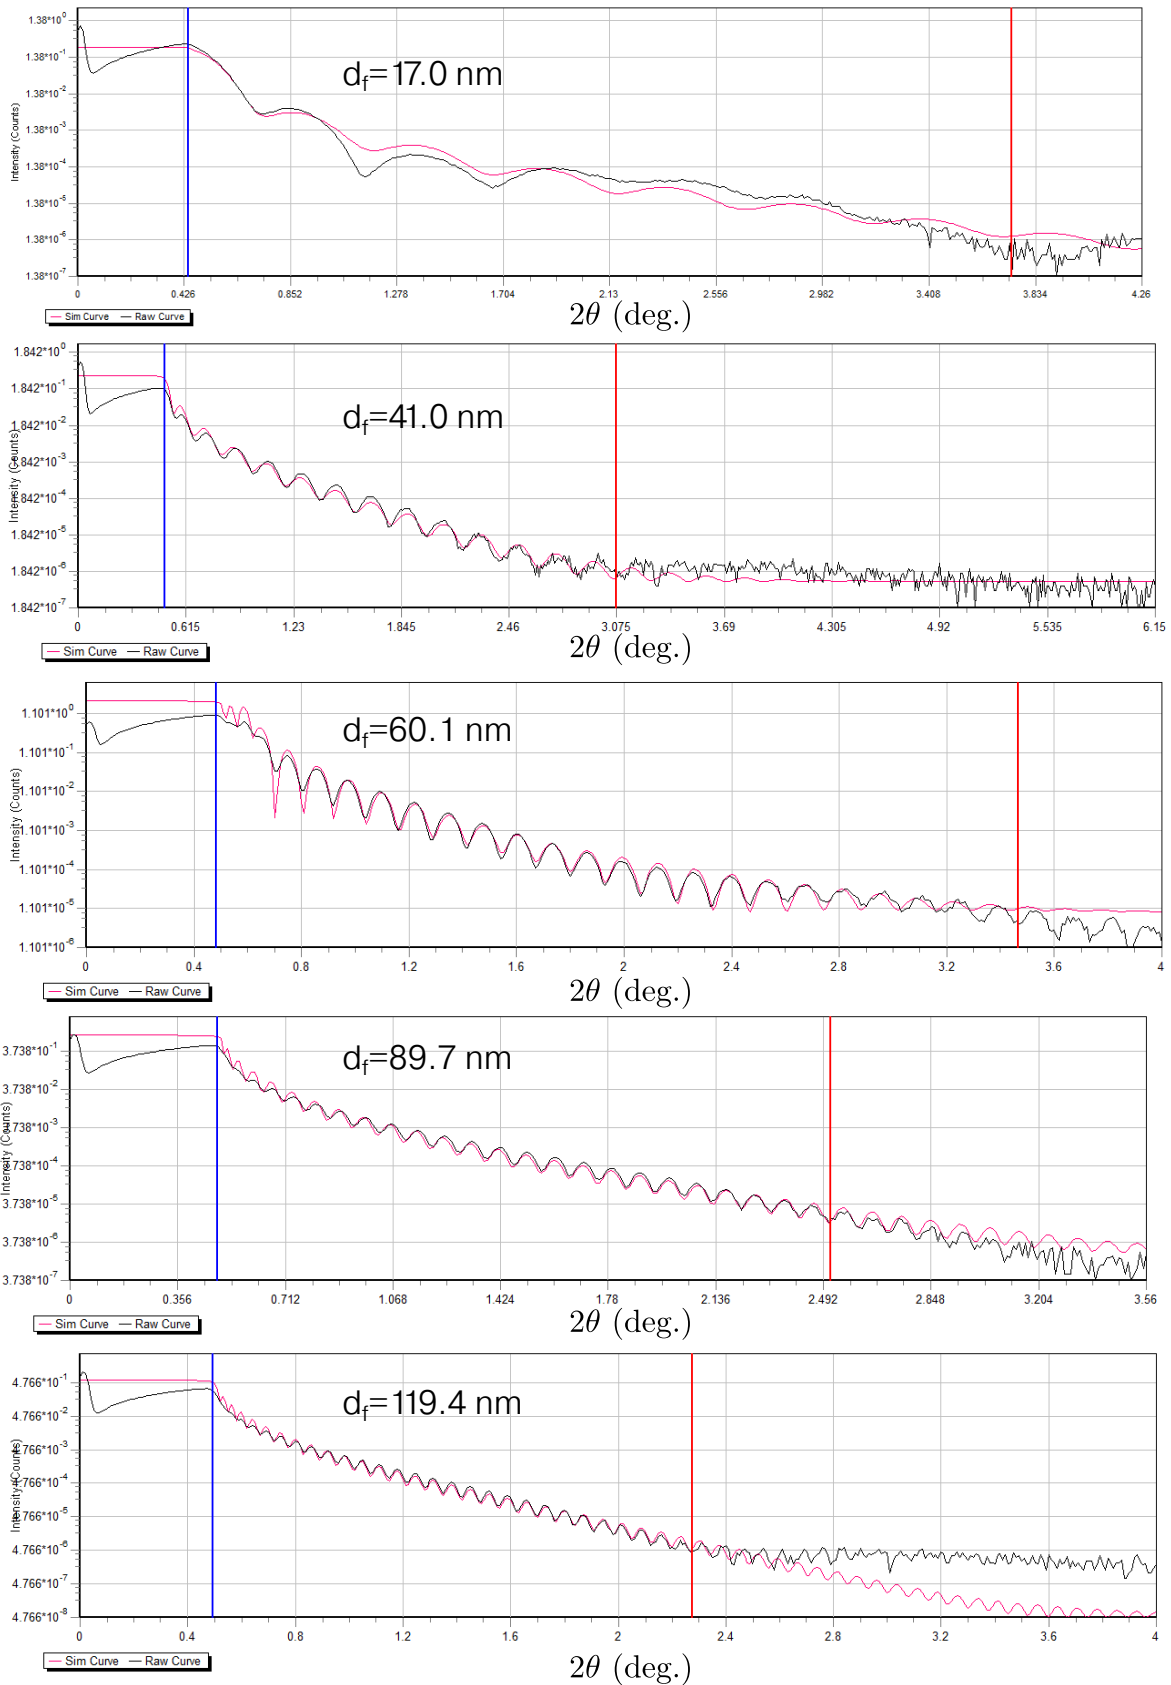 1.38*10⁰
1.38*10⁻¹
1.38*10⁻²
1.38*10⁻³
1.38*10⁻⁴
1.38*10⁻⁵
1.38*10⁻⁶
1.38*10⁻⁷
Intensity (Counts)
d_f=17.0 nm
0 0.426 0.852 1.278 1.704 2.13 2.556 2.982 3.408 3.834 4.26
Sim Curve Raw Curve
2θ (deg.)
1.842*10⁰
1.842*10⁻¹
1.842*10⁻²
1.842*10⁻³
1.842*10⁻⁴
1.842*10⁻⁵
1.842*10⁻⁶
1.842*10⁻⁷
Intensity (Counts)
d_f=41.0 nm
0 0.615 1.23 1.845 2.46 3.075 3.69 4.305 4.92 5.535 6.15
Sim Curve Raw Curve
2θ (deg.)
1.101*10⁰
1.101*10⁻¹
1.101*10⁻²
1.101*10⁻³
1.101*10⁻⁴
1.101*10⁻⁵
1.101*10⁻⁶
Intensity (Counts)
d_f=60.1 nm
0 0.4 0.8 1.2 1.6 2 2.4 2.8 3.2 3.6 4
Sim Curve Raw Curve
2θ (deg.)
3.738*10⁻¹
3.738*10⁻²
3.738*10⁻³
3.738*10⁻⁴
3.738*10⁻⁵
3.738*10⁻⁶
3.738*10⁻⁷
Intensity (Counts)
d_f=89.7 nm
0 0.356 0.712 1.068 1.424 1.78 2.136 2.492 2.848 3.204 3.56
Sim Curve Raw Curve
2θ (deg.)
4.766*10⁻¹
4.766*10⁻²
4.766*10⁻³
4.766*10⁻⁴
4.766*10⁻⁵
4.766*10⁻⁶
4.766*10⁻⁷
4.766*10⁻⁸
Intensity (Counts)
d_f=119.4 nm
0 0.4 0.8 1.2 1.6 2 2.4 2.8 3.2 3.6 4
Sim Curve Raw Curve
2θ (deg.)